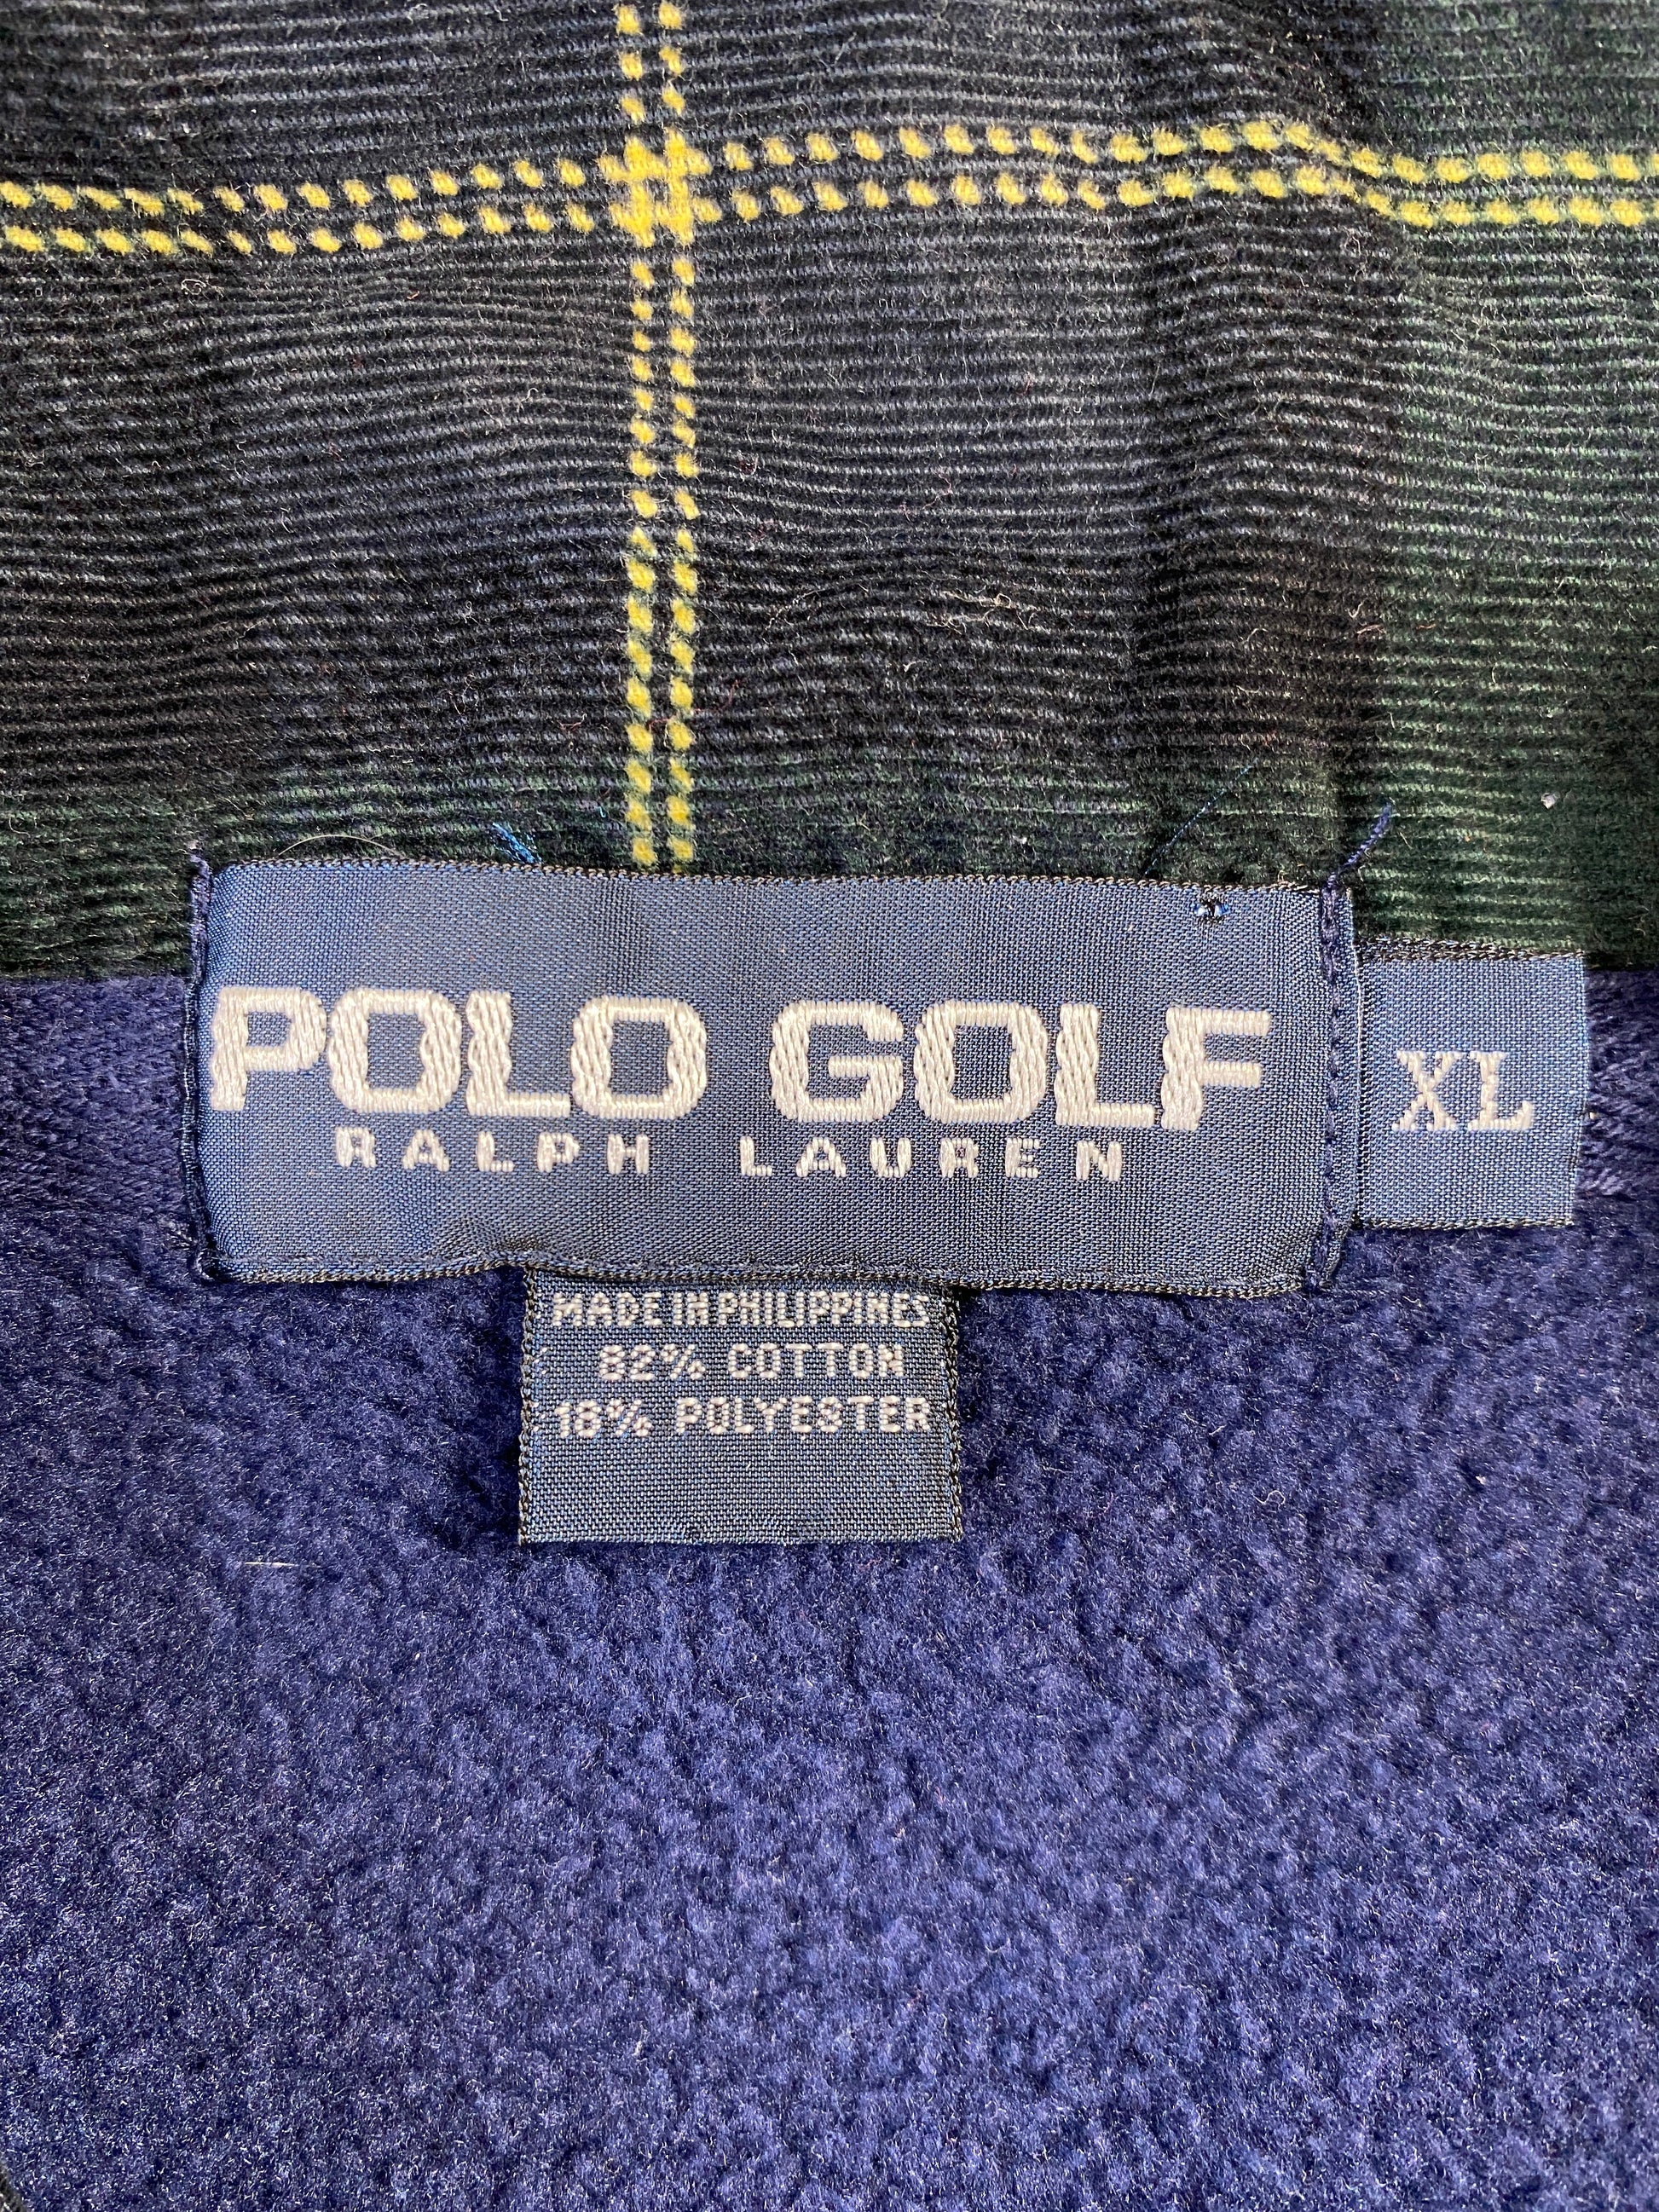 POLO GOLF
RALPH LAUREN
XL
MADE IN PHILIPPINES
82% COTTON
18% POLYESTER